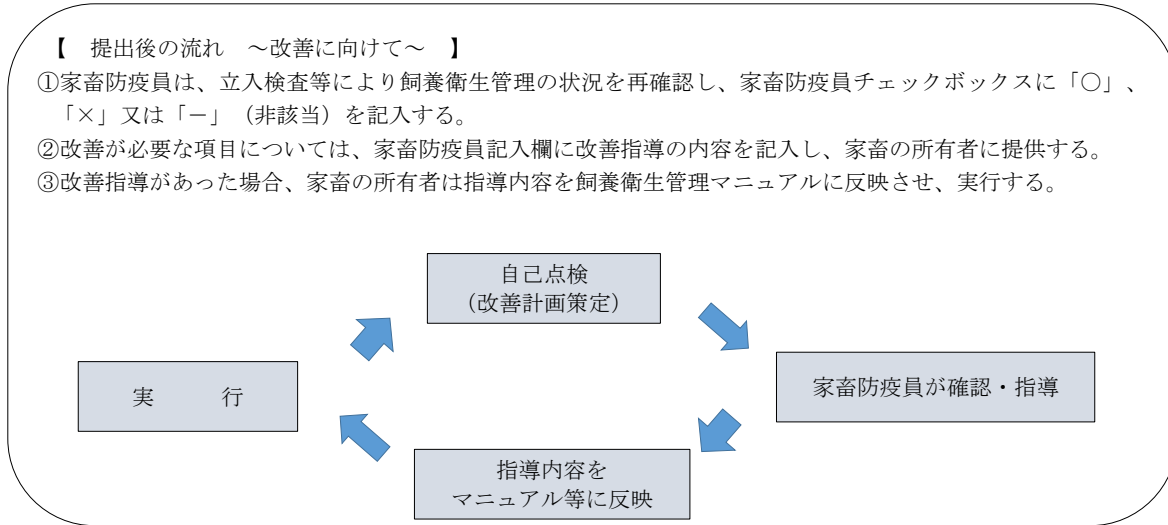 【　提出後の流れ　～改善に向けて～　】
①家畜防疫員は、立入検査等により飼養衛生管理の状況を再確認し、家畜防疫員チェックボックスに「○」、
「×」又は「－」（非該当）を記入する。
②改善が必要な項目については、家畜防疫員記入欄に改善指導の内容を記入し、家畜の所有者に提供する。
③改善指導があった場合、家畜の所有者は指導内容を飼養衛生管理マニュアルに反映させ、実行する。
自己点検
（改善計画策定）
実　　行
家畜防疫員が確認・指導
指導内容を
マニュアル等に反映